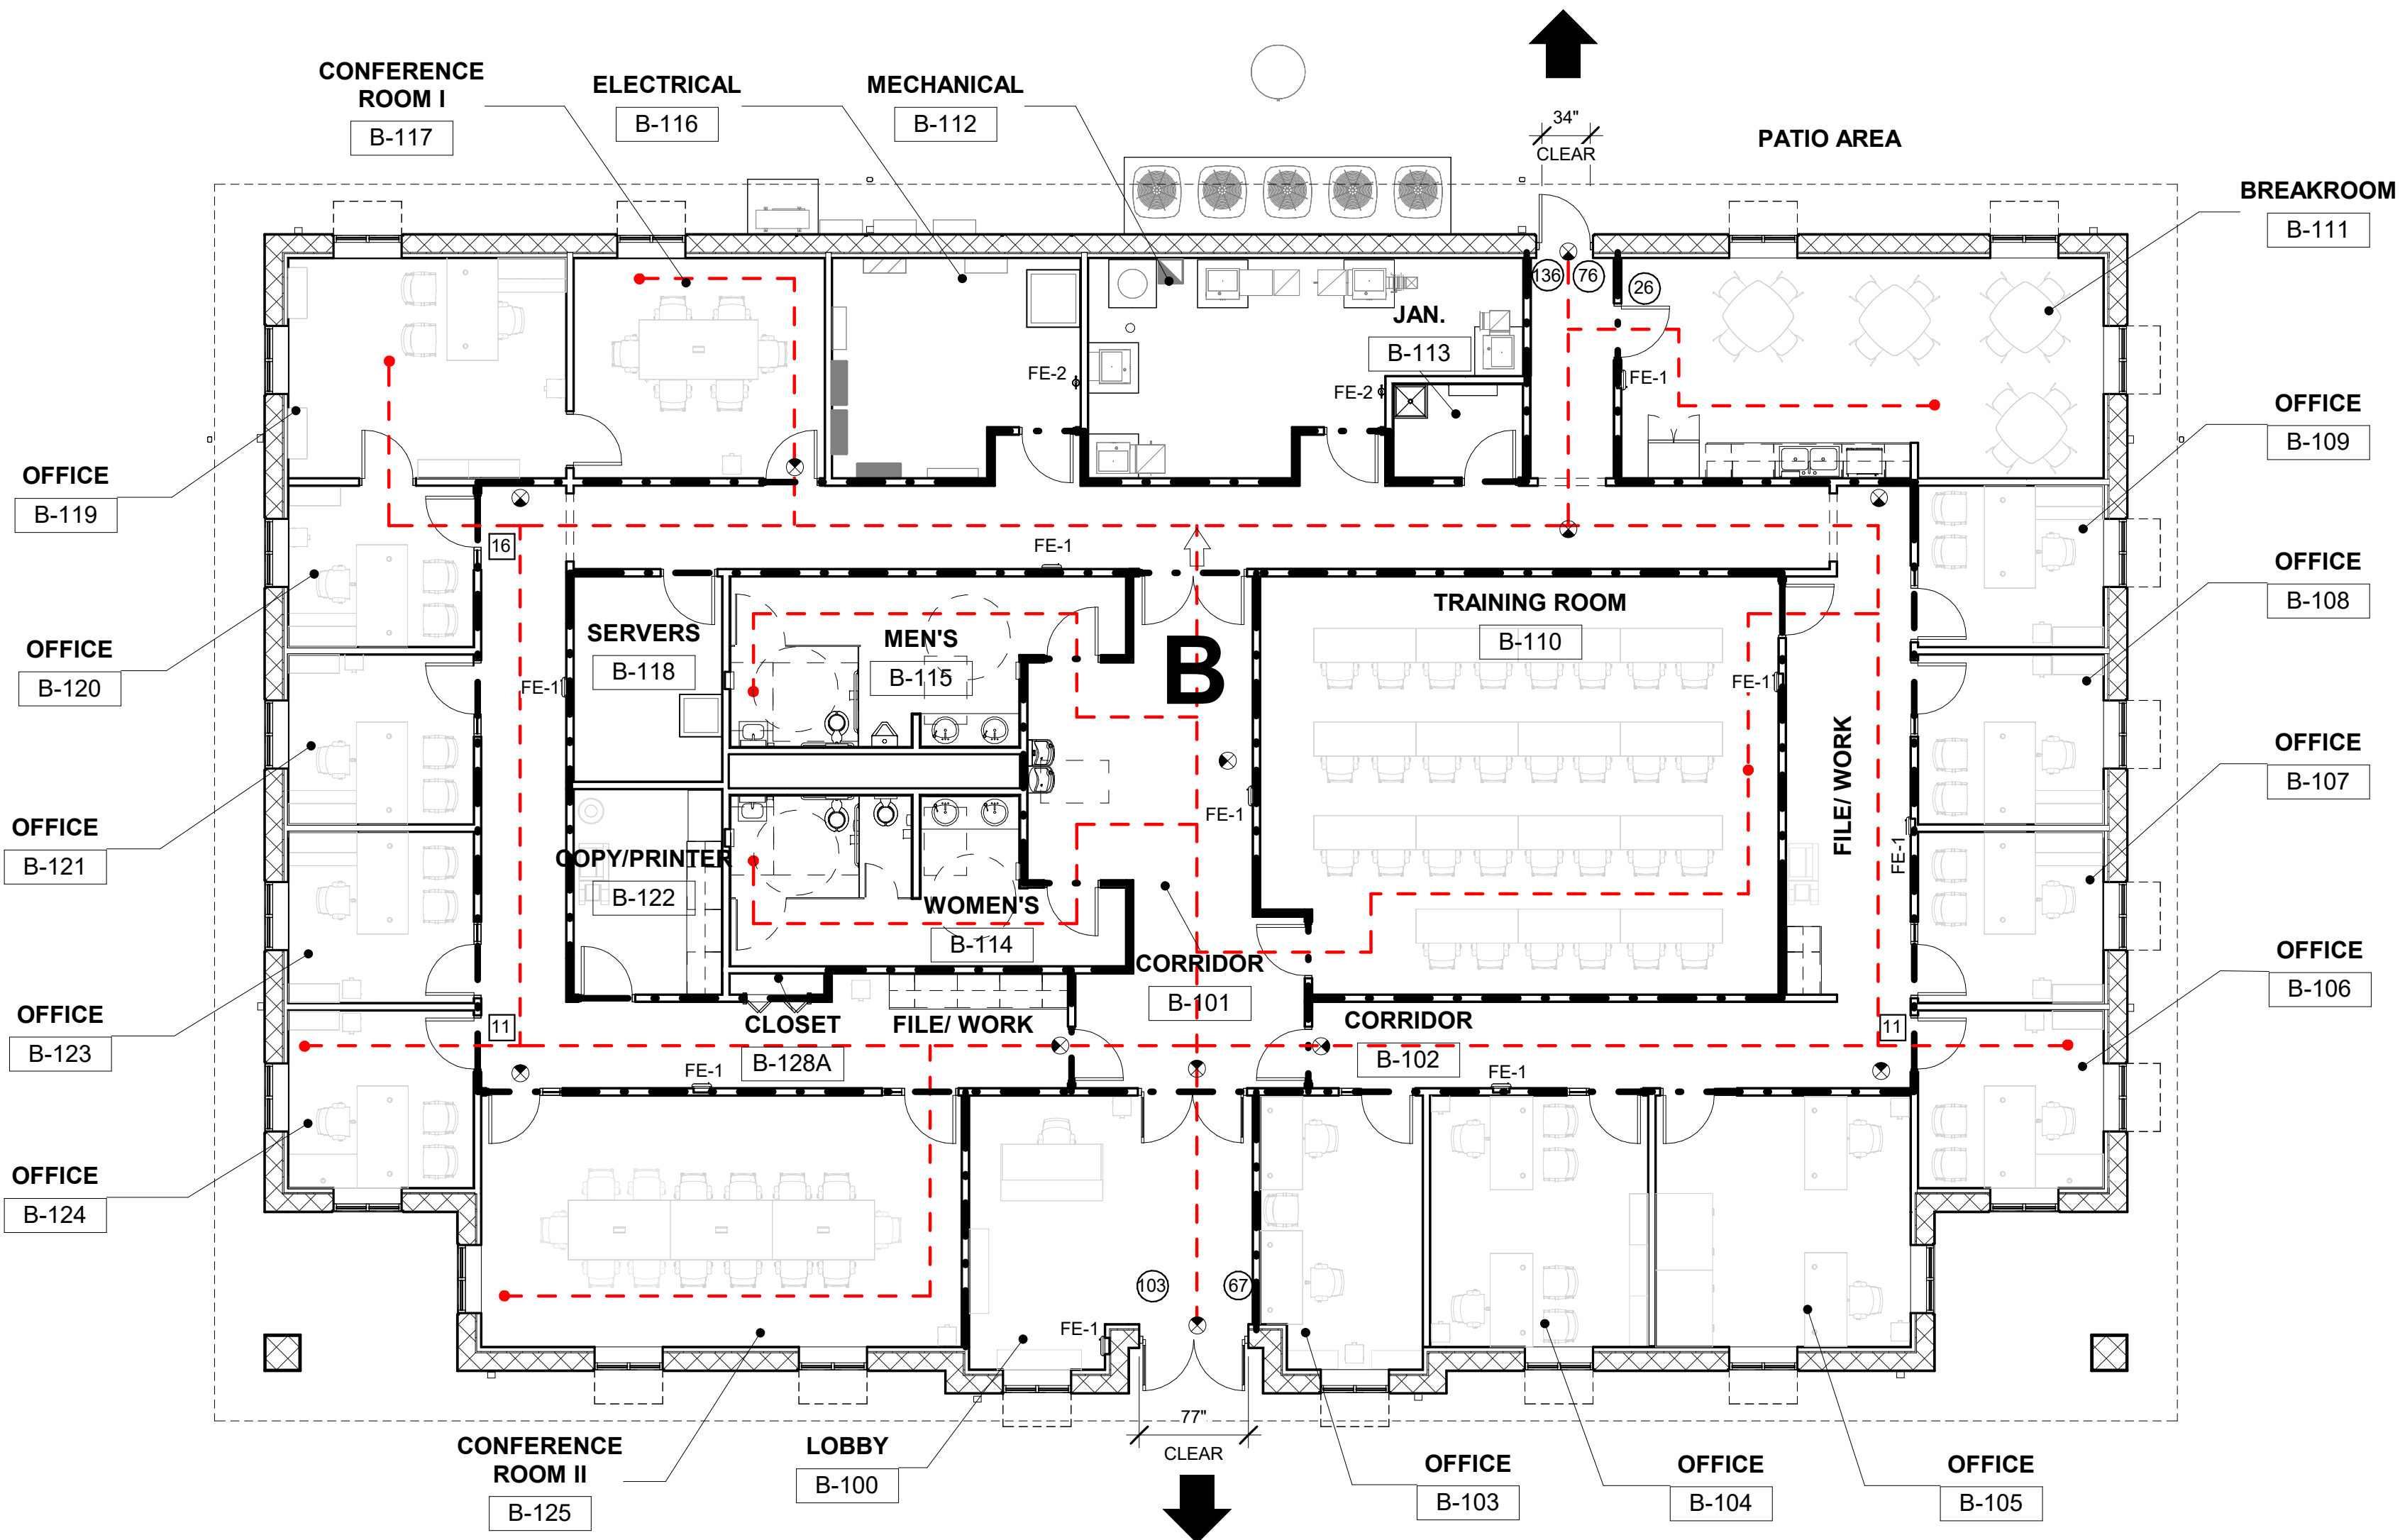 CONFERENCE
ROOM I
B-117
ELECTRICAL
B-116
MECHANICAL
B-112
34"
CLEAR
PATIO AREA
BREAKROOM
B-111
136
76
26
JAN.
B-113
FE-2
FE-2
FE-1
OFFICE
B-109
OFFICE
B-119
16
FE-1
OFFICE
B-108
TRAINING ROOM
B-110
SERVERS
B-118
MEN'S
B-115
B
OFFICE
B-120
FE-1
FE-1
FILE/ WORK
OFFICE
B-107
FE-1
FE-1
OFFICE
B-121
COPY/PRINTER
B-122
WOMEN'S
B-114
CORRIDOR
B-101
OFFICE
B-106
OFFICE
B-123
11
CLOSET
B-128A
FILE/ WORK
CORRIDOR
B-102
11
FE-1
FE-1
OFFICE
B-124
103
67
FE-1
77"
CLEAR
CONFERENCE
ROOM II
B-125
LOBBY
B-100
OFFICE
B-103
OFFICE
B-104
OFFICE
B-105